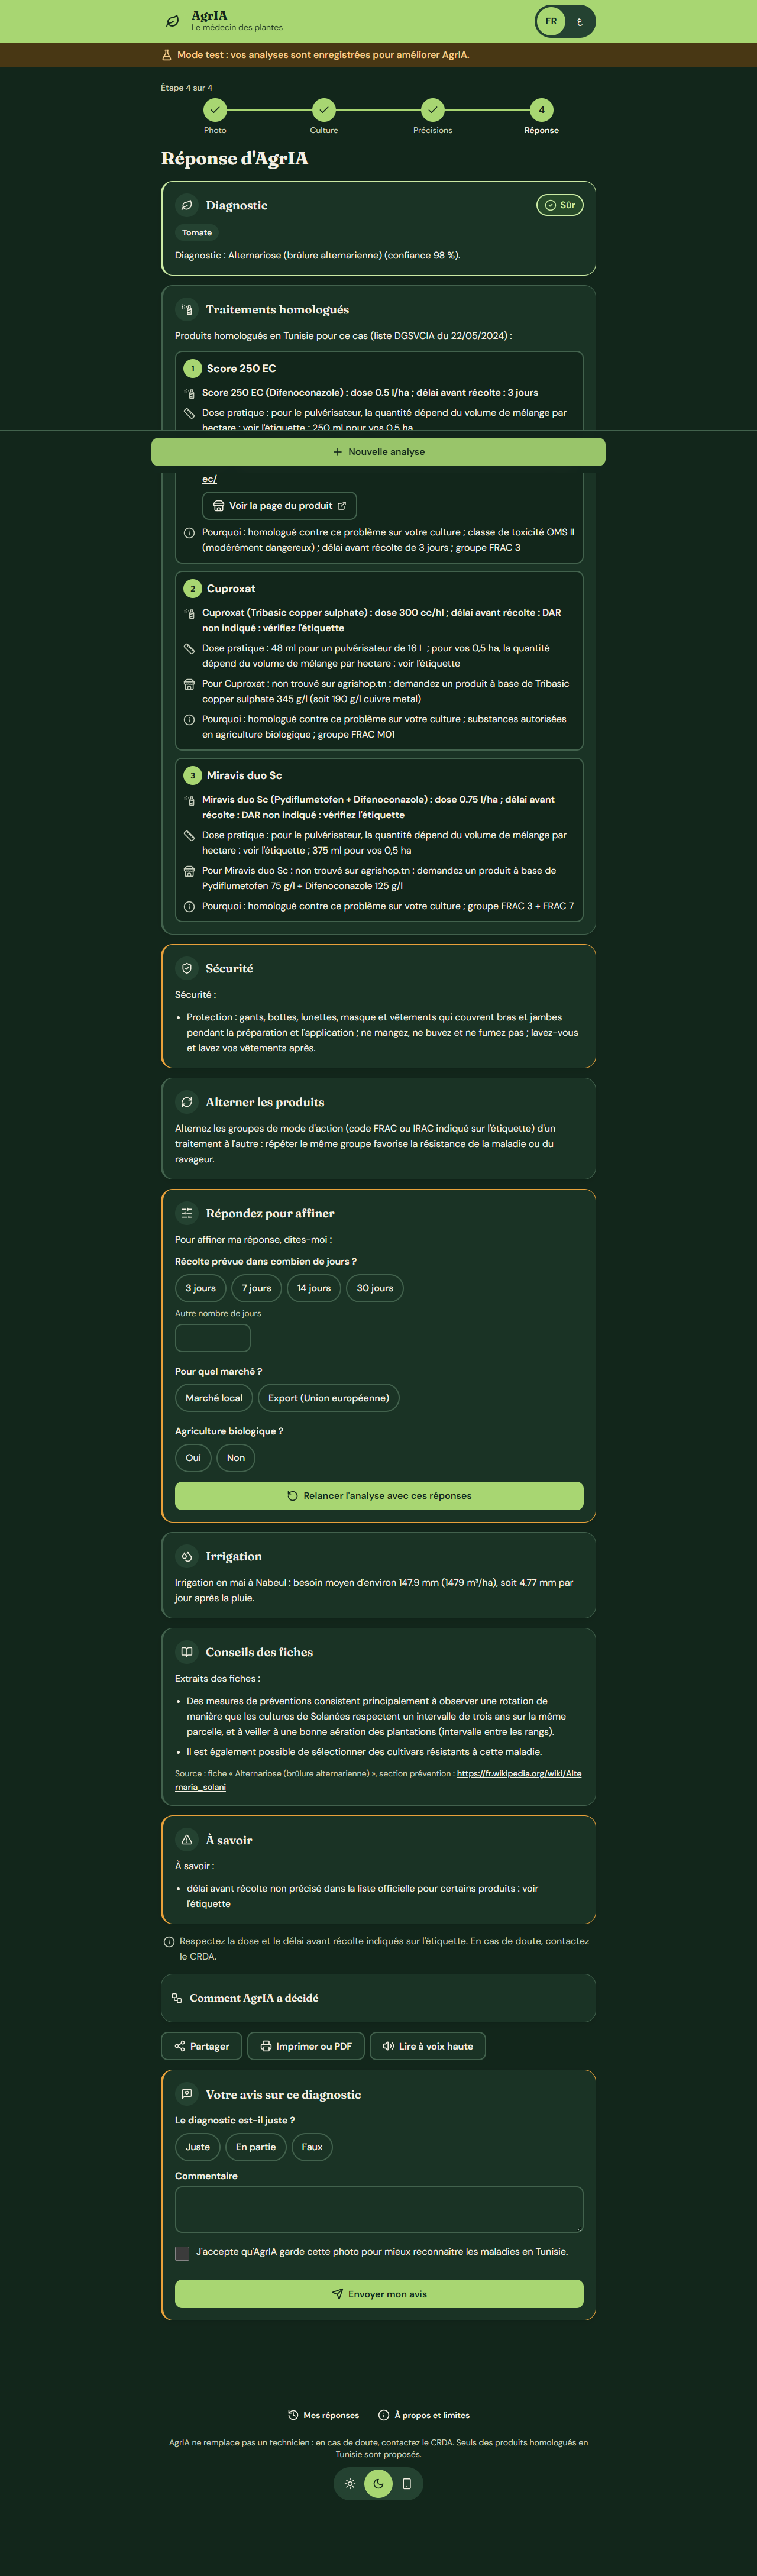 AgrIA
Le médecin des plantes
FR
ع
Mode test : vos analyses sont enregistrées pour améliorer AgrIA.
Étape 4 sur 4
4
Photo
Culture
Précisions
Réponse
Réponse d'AgrIA
Diagnostic
Sûr
Tomate
Diagnostic : Alternariose (brûlure alternarienne) (confiance 98 %).
Traitements homologués
Produits homologués en Tunisie pour ce cas (liste DGSVCIA du 22/05/2024) :
1
Score 250 EC
Score 250 EC (Difenoconazole) : dose 0.5 l/ha ; délai avant récolte : 3 jours
Dose pratique : pour le pulvérisateur, la quantité dépend du volume de mélange par
hectare : voir l'étiquette ; 250 ml pour vos 0,5 ha
Nouvelle analyse
ec/
Voir la page du produit
Pourquoi : homologué contre ce problème sur votre culture ; classe de toxicité OMS II
(modérément dangereux) ; délai avant récolte de 3 jours ; groupe FRAC 3
2
Cuproxat
Cuproxat (Tribasic copper sulphate) : dose 300 cc/hl ; délai avant récolte : DAR
non indiqué : vérifiez l'étiquette
Dose pratique : 48 ml pour un pulvérisateur de 16 L ; pour vos 0,5 ha, la quantité
dépend du volume de mélange par hectare : voir l'étiquette
Pour Cuproxat : non trouvé sur agrishop.tn : demandez un produit à base de Tribasic
copper sulphate 345 g/l (soit 190 g/l cuivre metal)
Pourquoi : homologué contre ce problème sur votre culture ; substances autorisées
en agriculture biologique ; groupe FRAC M01
3
Miravis duo Sc
Miravis duo Sc (Pydiflumetofen + Difenoconazole) : dose 0.75 l/ha ; délai avant
récolte : DAR non indiqué : vérifiez l'étiquette
Dose pratique : pour le pulvérisateur, la quantité dépend du volume de mélange par
hectare : voir l'étiquette ; 375 ml pour vos 0,5 ha
Pour Miravis duo Sc : non trouvé sur agrishop.tn : demandez un produit à base de
Pydiflumetofen 75 g/l + Difenoconazole 125 g/l
Pourquoi : homologué contre ce problème sur votre culture ; groupe FRAC 3 + FRAC 7
Sécurité
Sécurité :
• Protection : gants, bottes, lunettes, masque et vêtements qui couvrent bras et jambes
pendant la préparation et l'application ; ne mangez, ne buvez et ne fumez pas ; lavez-vous
et lavez vos vêtements après.
Alterner les produits
Alternez les groupes de mode d'action (code FRAC ou IRAC indiqué sur l'étiquette) d'un
traitement à l'autre : répéter le même groupe favorise la résistance de la maladie ou du
ravageur.
Répondez pour affiner
Pour affiner ma réponse, dites-moi :
Récolte prévue dans combien de jours ?
3 jours
7 jours
14 jours
30 jours
Autre nombre de jours
Pour quel marché ?
Marché local
Export (Union européenne)
Agriculture biologique ?
Oui
Non
Relancer l'analyse avec ces réponses
Irrigation
Irrigation en mai à Nabeul : besoin moyen d'environ 147.9 mm (1479 m³/ha), soit 4.77 mm par
jour après la pluie.
Conseils des fiches
Extraits des fiches :
• Des mesures de préventions consistent principalement à observer une rotation de
manière que les cultures de Solanées respectent un intervalle de trois ans sur la même
parcelle, et à veiller à une bonne aération des plantations (intervalle entre les rangs).
• Il est également possible de sélectionner des cultivars résistants à cette maladie.
Source : fiche « Alternariose (brûlure alternarienne) », section prévention : https://fr.wikipedia.org/wiki/Alte
rnaria_solani
À savoir
À savoir :
• délai avant récolte non précisé dans la liste officielle pour certains produits : voir
l'étiquette
Respectez la dose et le délai avant récolte indiqués sur l'étiquette. En cas de doute, contactez
le CRDA.
Comment AgrIA a décidé
Partager
Imprimer ou PDF
Lire à voix haute
Votre avis sur ce diagnostic
Le diagnostic est-il juste ?
Juste
En partie
Faux
Commentaire
J'accepte qu'AgrIA garde cette photo pour mieux reconnaître les maladies en Tunisie.
Envoyer mon avis
Mes réponses
À propos et limites
AgrIA ne remplace pas un technicien : en cas de doute, contactez le CRDA. Seuls des produits homologués en
Tunisie sont proposés.